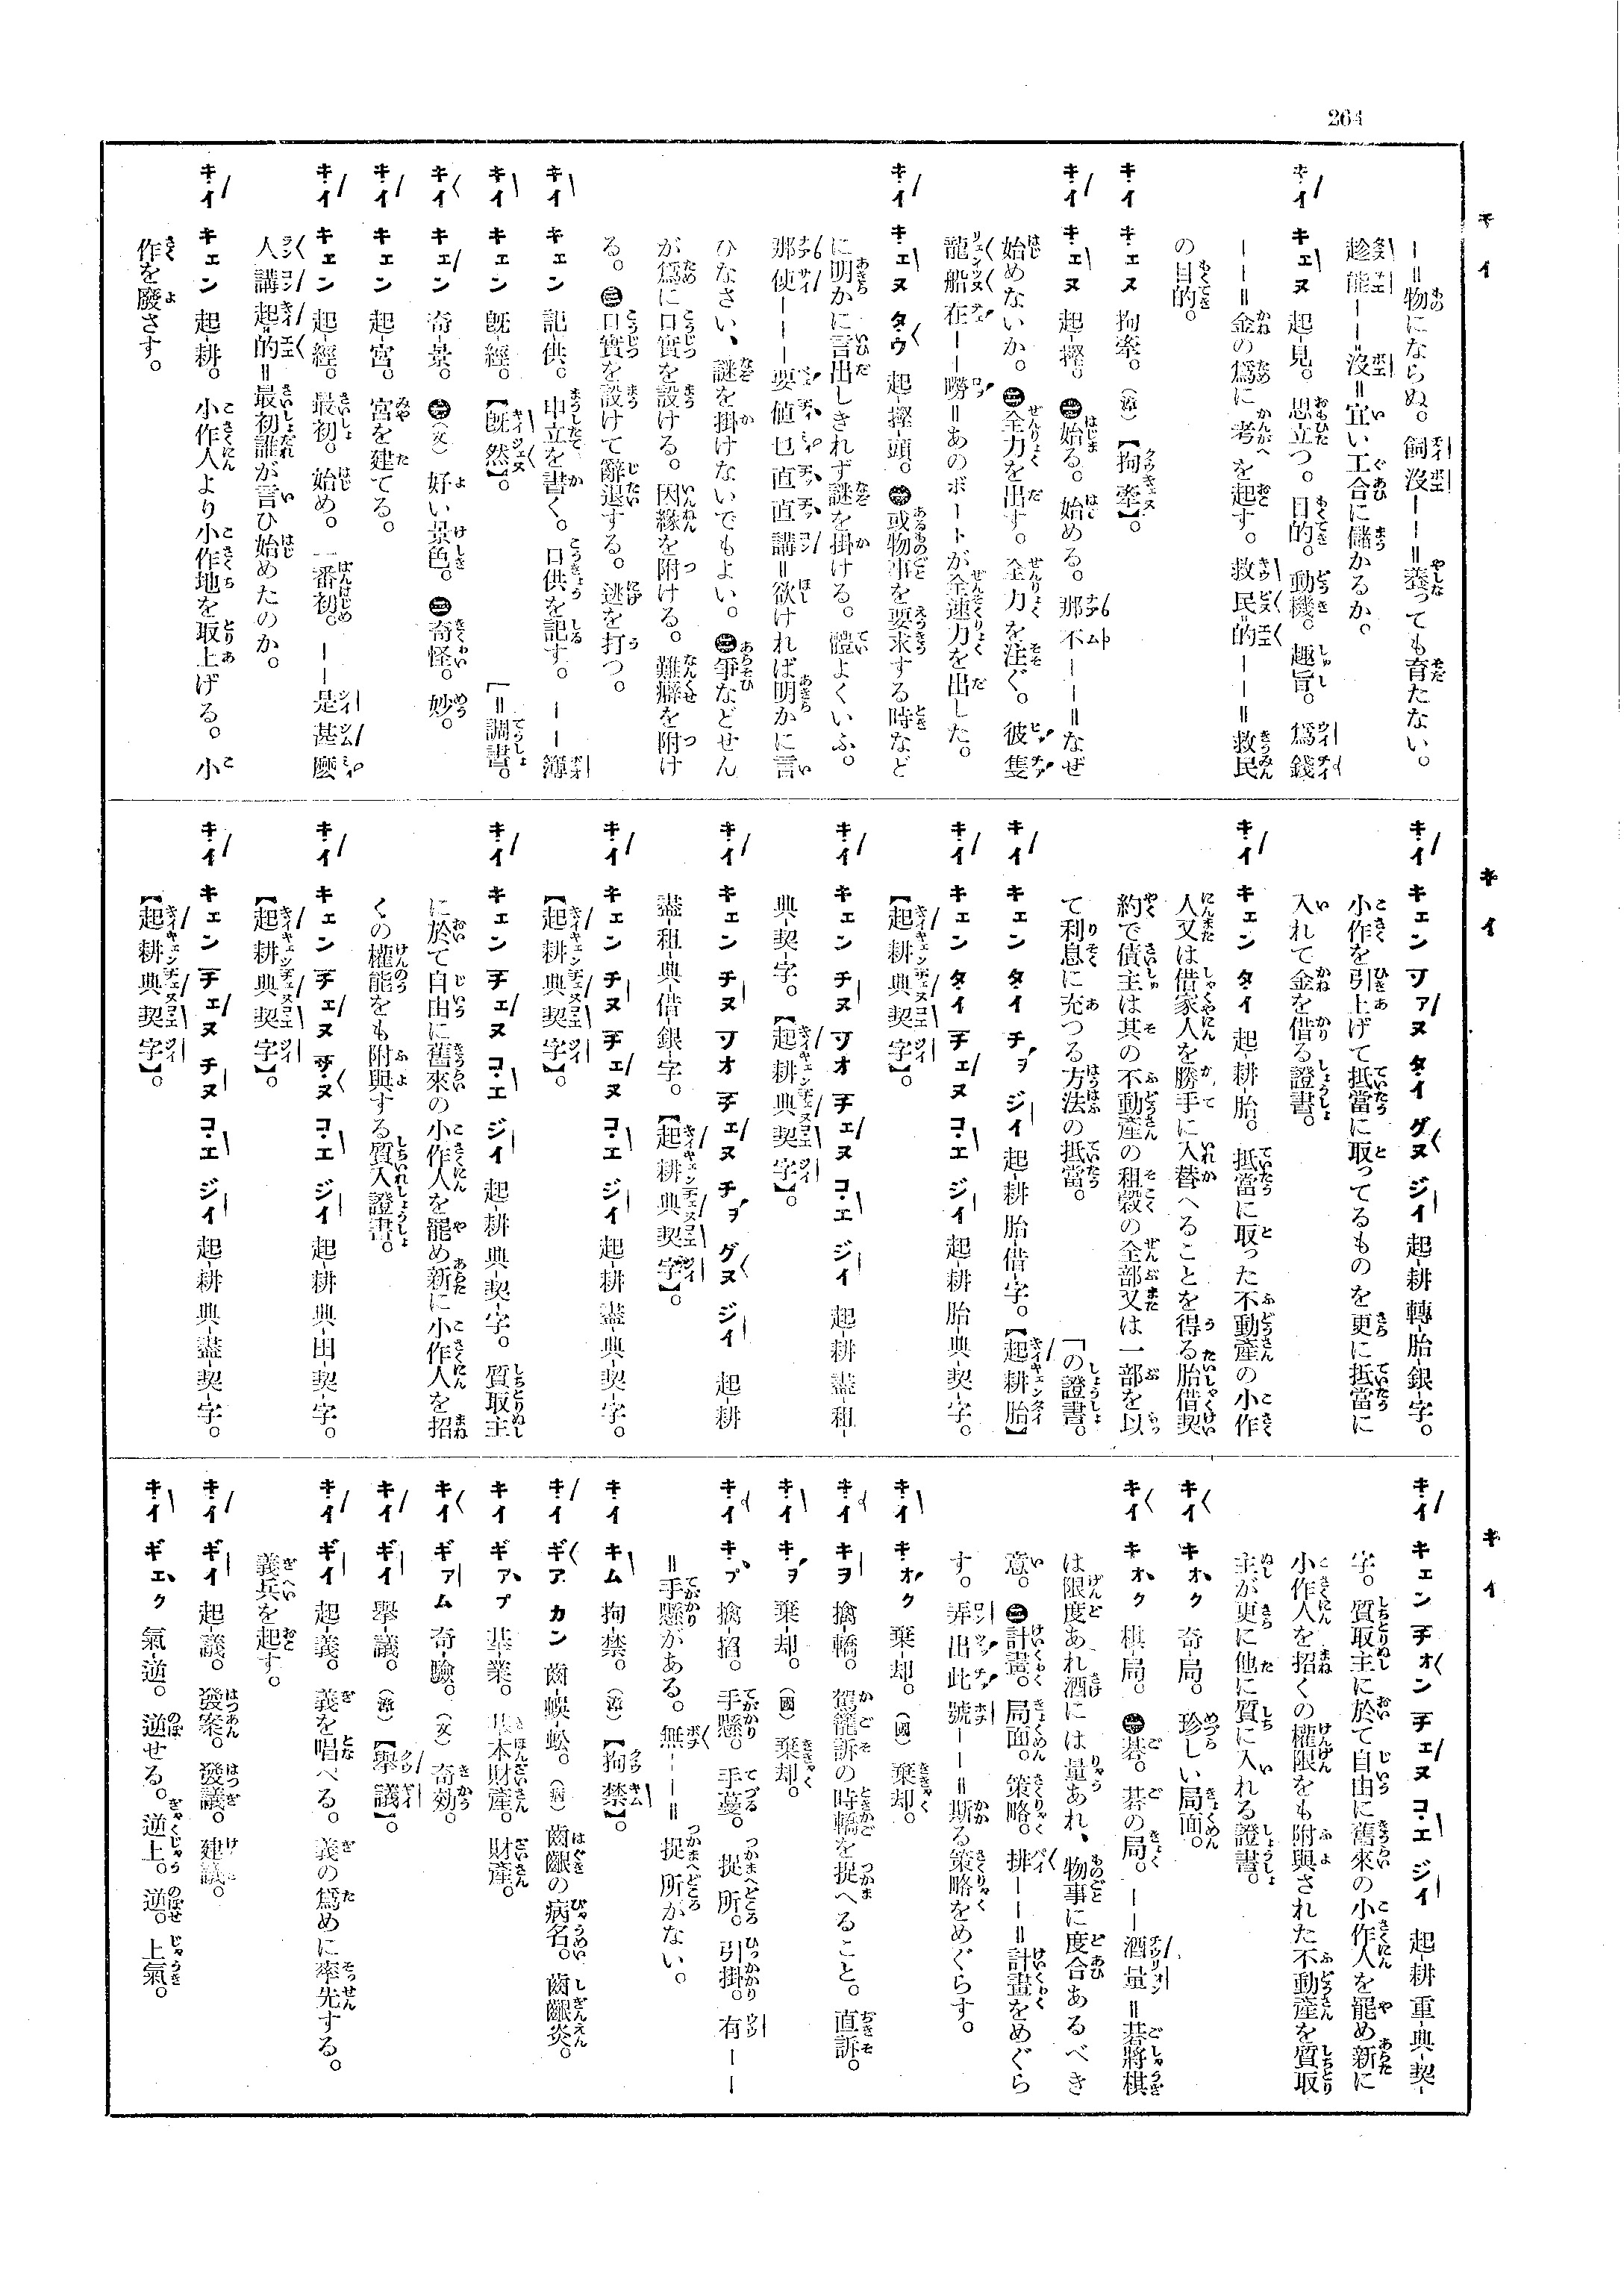 264
キイ
キイ
キイ
ーー=物にならぬ。飼沒ーー=養っても育たない。
趁能ーー沒=宜い工合に儲かるか。
キイ キエヌ 起-見。思立つ。目的。動機。趣旨。爲錢
ーー=金の爲に考を起す。救民-的ーー=救民
の目的。
キイ キエヌ 拘牽。(漳)【拘牽】。
キイ キエヌ 起-摼。㊀始る。始める。那不ーー=なぜ
始めないか。㊁全力を出す。全力を注ぐ。彼隻
龍船在ーー嘮=あのボートが全速力を出した。
キイ キエヌ タウ 起-摼-頭。㊀或物事を要求する時など
に明かに言出しきれず謎を掛ける。體よくいふ。
那使ーーー要値乜直直講=欲ければ明かに言
ひなさい、謎を掛けないでもよい。㊁爭などせん
が爲に口實を設ける。因緣を附ける。難癖を附け
る。㊂口實を設けて辭退する。逃を打つ。
キイ キエン 記-供。申立を書く。口供を記す。ーー簿
「=調書。
キイ キエン 旣-經。【旣然】。
キイ キエン 奇-景。㊀(文)好い景色。㊁奇怪。妙。
キイ キエン 起-宮。宮を建てる。
キイ キエン 起-經。最初。始め。一番初。ーー是甚麼
人講起-的=最初誰が言ひ始めたのか。
キイ キエン 起-耕。小作人より小作地を取上げる。小
作を廢さす。
キイ キエン ツアヌ タイ グヌ ジイ 起-耕轉-胎-銀-字。
小作を引上げて抵當に取ってるものを更に抵當に
入れて金を借る證書。
キイ キエン タイ 起-耕-胎。抵當に取った不動產の小作
人又は借家人を勝手に入替へることを得る胎借契
約で債主は其の不動產の租穀の全部又は一部を以
て利息に充つる方法の抵當。
「の證書。
キイ キエン タイ チヲ ジイ 起-耕胎-借-字。【起耕胎】
キイ キエン タイ チエヌ コエ ジイ 起-耕胎-典-契-字。
【起耕典契字】。
キイ キエン チヌ ツオ チエヌ コエ ジイ 起-耕盡-租-
典-契-字。【起耕典契字】。
キイ キエン チヌ ツオ チエヌ チヲ グヌ ジイ 起-耕
盡-租-典借-銀-字。【起耕典契字】。
キイ キエン チヌ チエヌ コエ ジイ 起-耕盡-典-契-字。
【起耕典契字】。
キイ キエン チエヌ コエ ジイ 起-耕典-契-字。質取主
に於て自由に舊來の小作人を罷め新に小作人を招
くの權能をも附與する質入證書。
キイ キエン チエヌ サヌ コエ ジイ 起-耕典-田-契-字。
【起耕典契字】。
キイ キエン チエヌ チヌ コエ ジイ 起-耕典-盡-契-字。
【起耕典契字】。
キイ キエン チオン チエヌ コエ ジイ 起-耕重-典-契-
字。質取主に於て自由に舊來の小作人を罷め新に
小作人を招くの權限をも附與された不動產を質取
主が更に他に質に入れる證書。
キイ キオク 奇-局。珍しい局面。
キイ キオク 棋-局。㊀碁。碁の局。ーー酒量=碁將棋
は限度あれ酒には量あれ、物事に度合あるべき
意。㊁計畫。局面。策略。排ーー=計畫をめぐら
す。弄出此號ーー=斯る策略をめぐらす。
キイ キオク 棄-却。(國)棄却。
キイ キヲ 擒-轎。駕籠訴の時轎を捉へること。直訴。
キイ キヲ 棄-却。(國)棄却。
キイ キプ 擒-搯。手懸。手蔓。捉所。引掛。有ーー
=手懸がある。無ーー=捉所がない。
キイ キム 拘-禁。(漳)【拘禁】。
キイ ギア カン 齒-蜈-蚣。(病)齒齦の病名。齒齦炎。
キイ ギアプ 基-業。基本財產。財產。
キイ ギアム 奇-驗。(文)奇効。
キイ ギイ 擧-議。(漳)【擧議】。
キイ ギイ 起-義。義を唱べる。義の爲めに率先する。
義兵を起す。
キイ ギイ 起-議。發案。發議。建議。
キイ ギエク 氣-逆。逆せる。逆上。逆上氣。